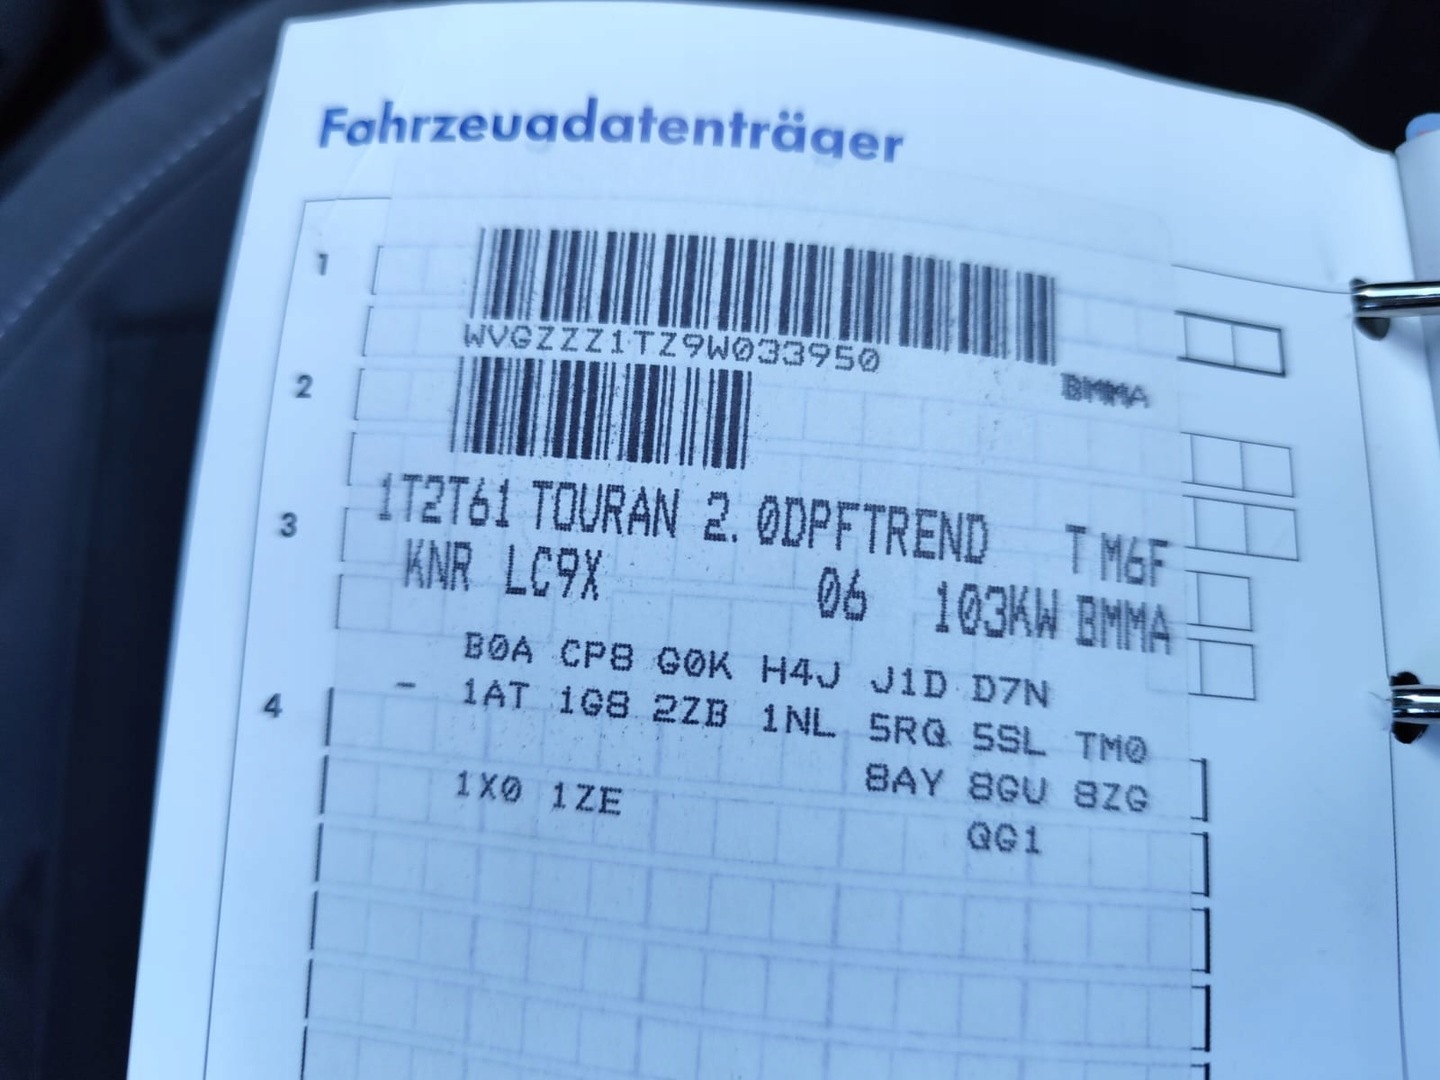 Fahrzeugdatenträger
1
WVGZZZ1TZ9W033950
BMMA
2
1T2T61 TOURAN 2.0DPFTREND T M6F
3
KNR LC9X 06 103KW BMMA
B0A CP8 G0K H4J J1D D7N
4
- 1AT 1G8 2ZB 1NL 5RQ 5SL TM0
8AY 8GU 8ZG
1X0 1ZE
QG1